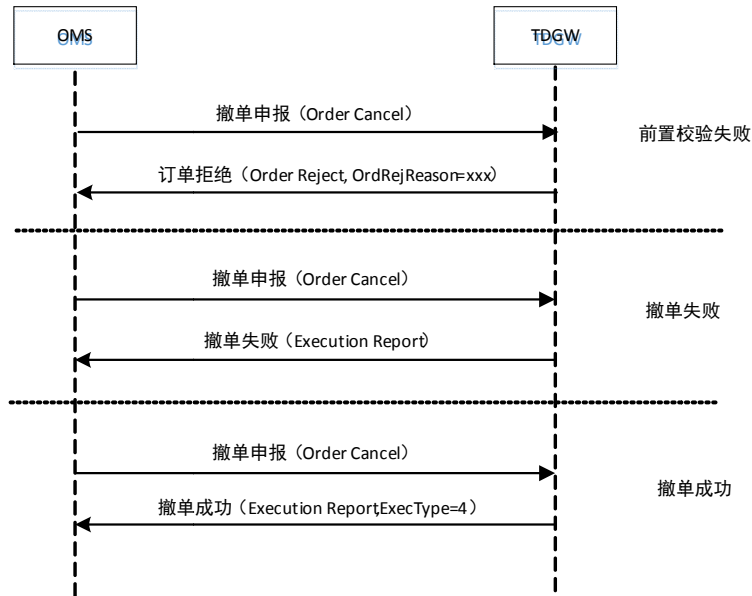 OMS
TDGW
撤单申报（Order Cancel）
前置校验失败
订单拒绝（Order Reject, OrdRejReason=xxx）
撤单申报（Order Cancel）
撤单失败
撤单失败（Execution Report）
撤单申报（Order Cancel）
撤单成功
撤单成功（Execution Report,ExecType=4）